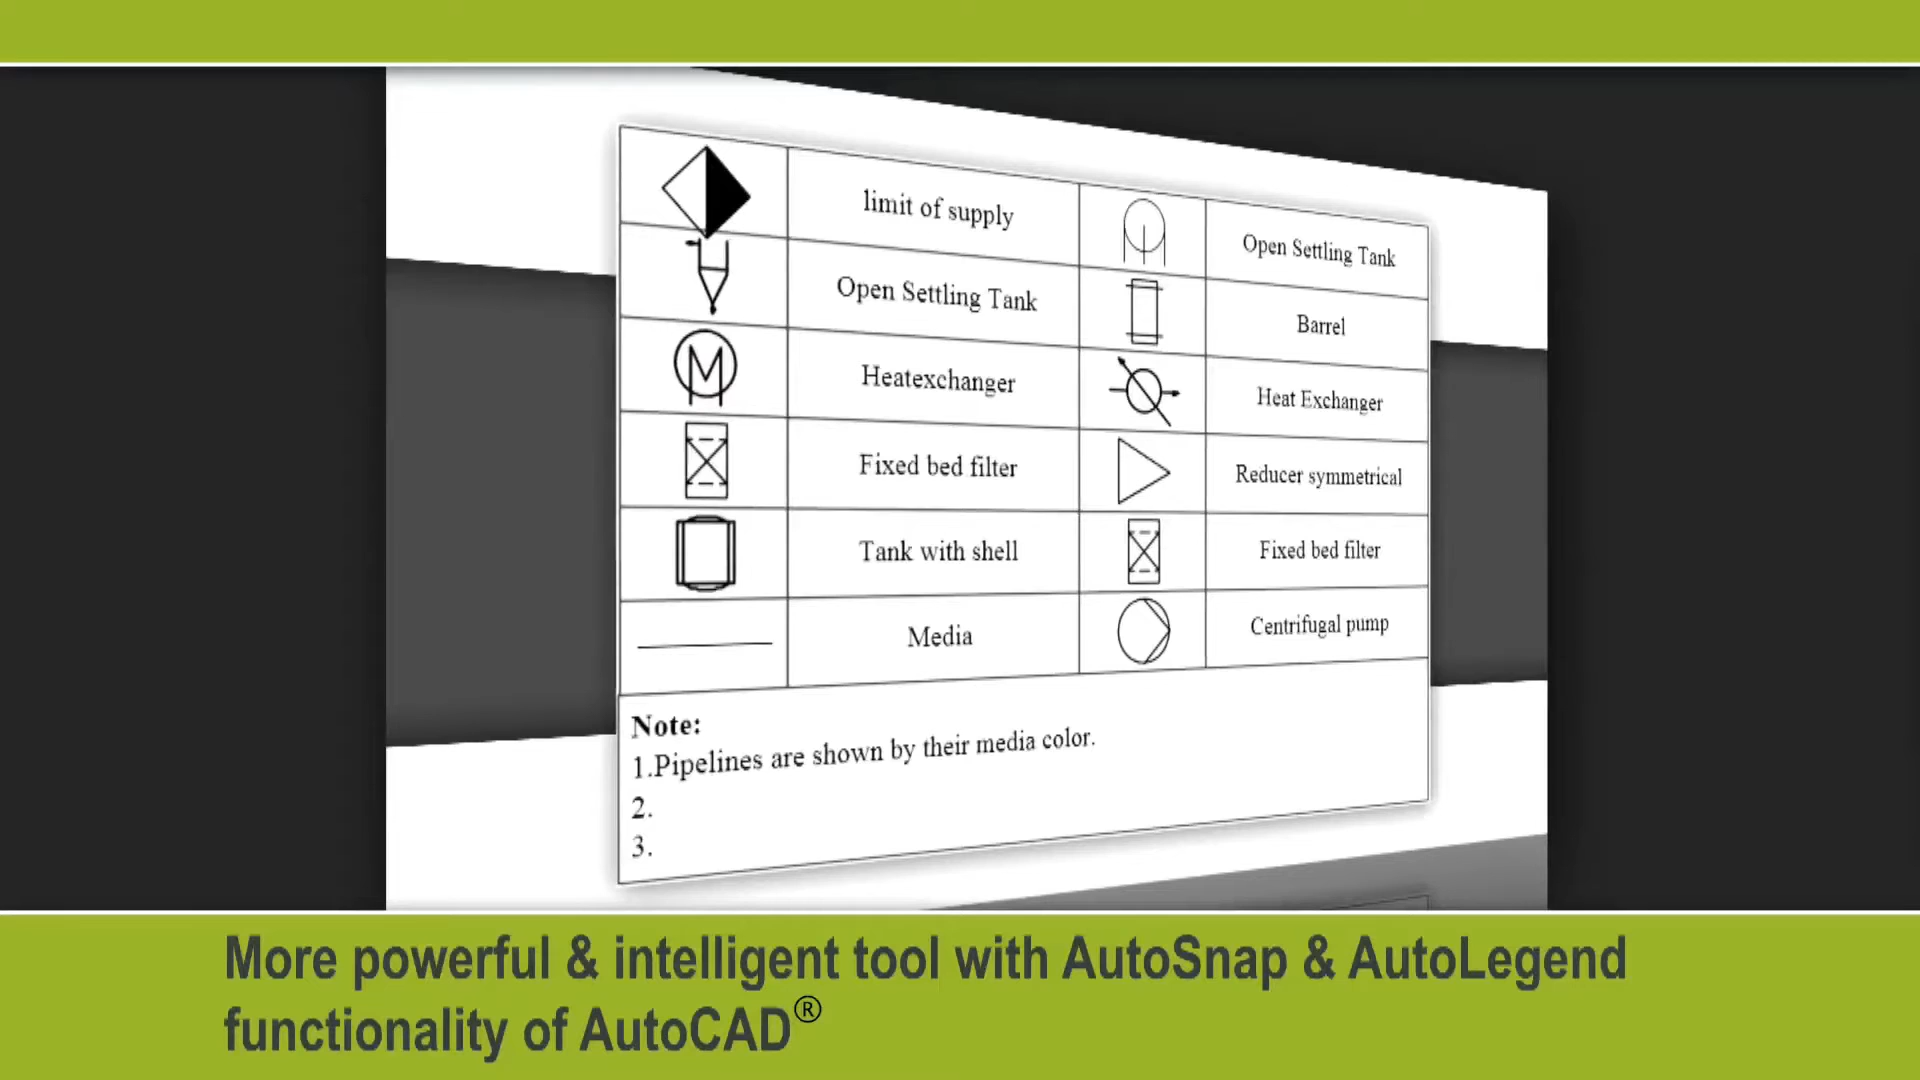 limit of supply
Open Settling Tank
Open Settling Tank
Barrel
M
Heatexchanger
Heat Exchanger
Fixed bed filter
Reducer symmetrical
Tank with shell
Fixed bed filter
Media
Centrifugal pump
Note:
1.Pipelines are shown by their media color.
2.
3.
More powerful & intelligent tool with AutoSnap & AutoLegend
functionality of AutoCAD®